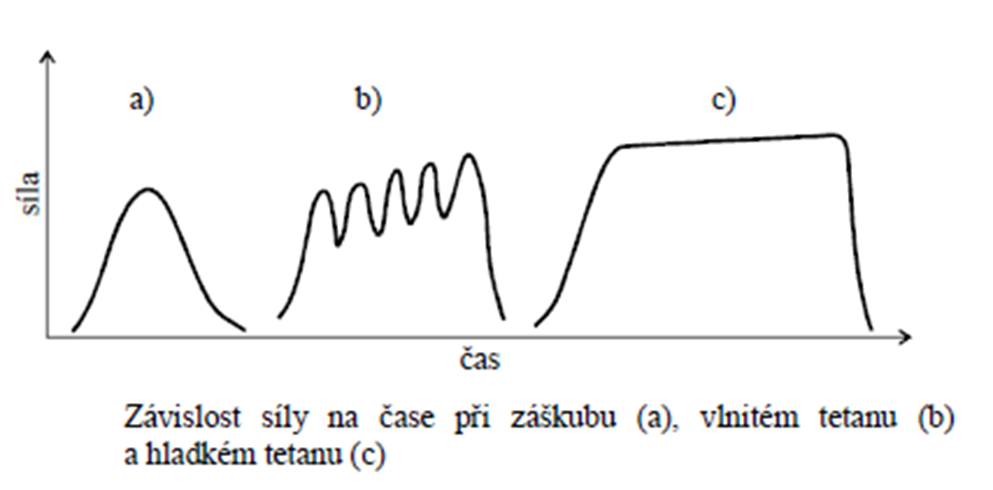 a)
b)
c)
síla
čas
Závislost síly na čase při záškubu (a), vlnitém tetanu (b)
a hladkém tetanu (c)